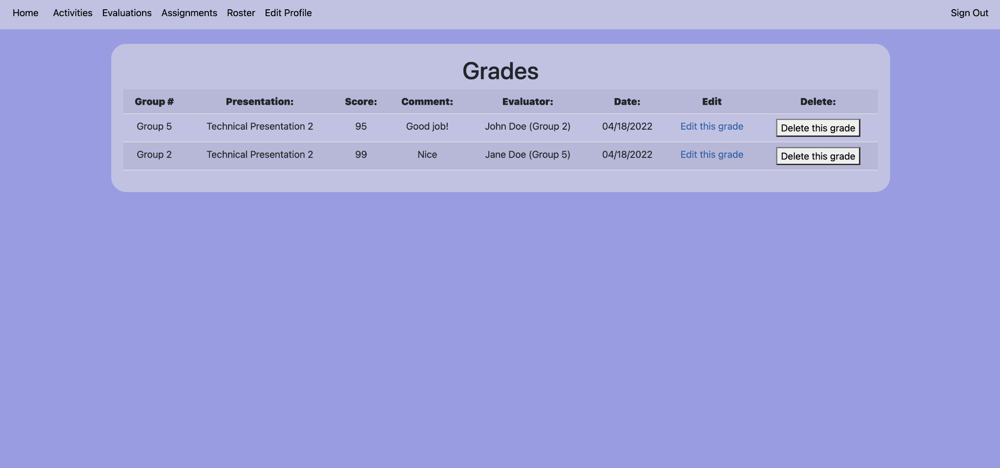 Home Activities Evaluations Assignments Roster Edit Profile Sign Out
Grades
Group # Presentation: Score: Comment: Evaluator: Date: Edit Delete:
Group 5 Technical Presentation 2 95 Good job! John Doe (Group 2) 04/18/2022 Edit this grade Delete this grade
Group 2 Technical Presentation 2 99 Nice Jane Doe (Group 5) 04/18/2022 Edit this grade Delete this grade